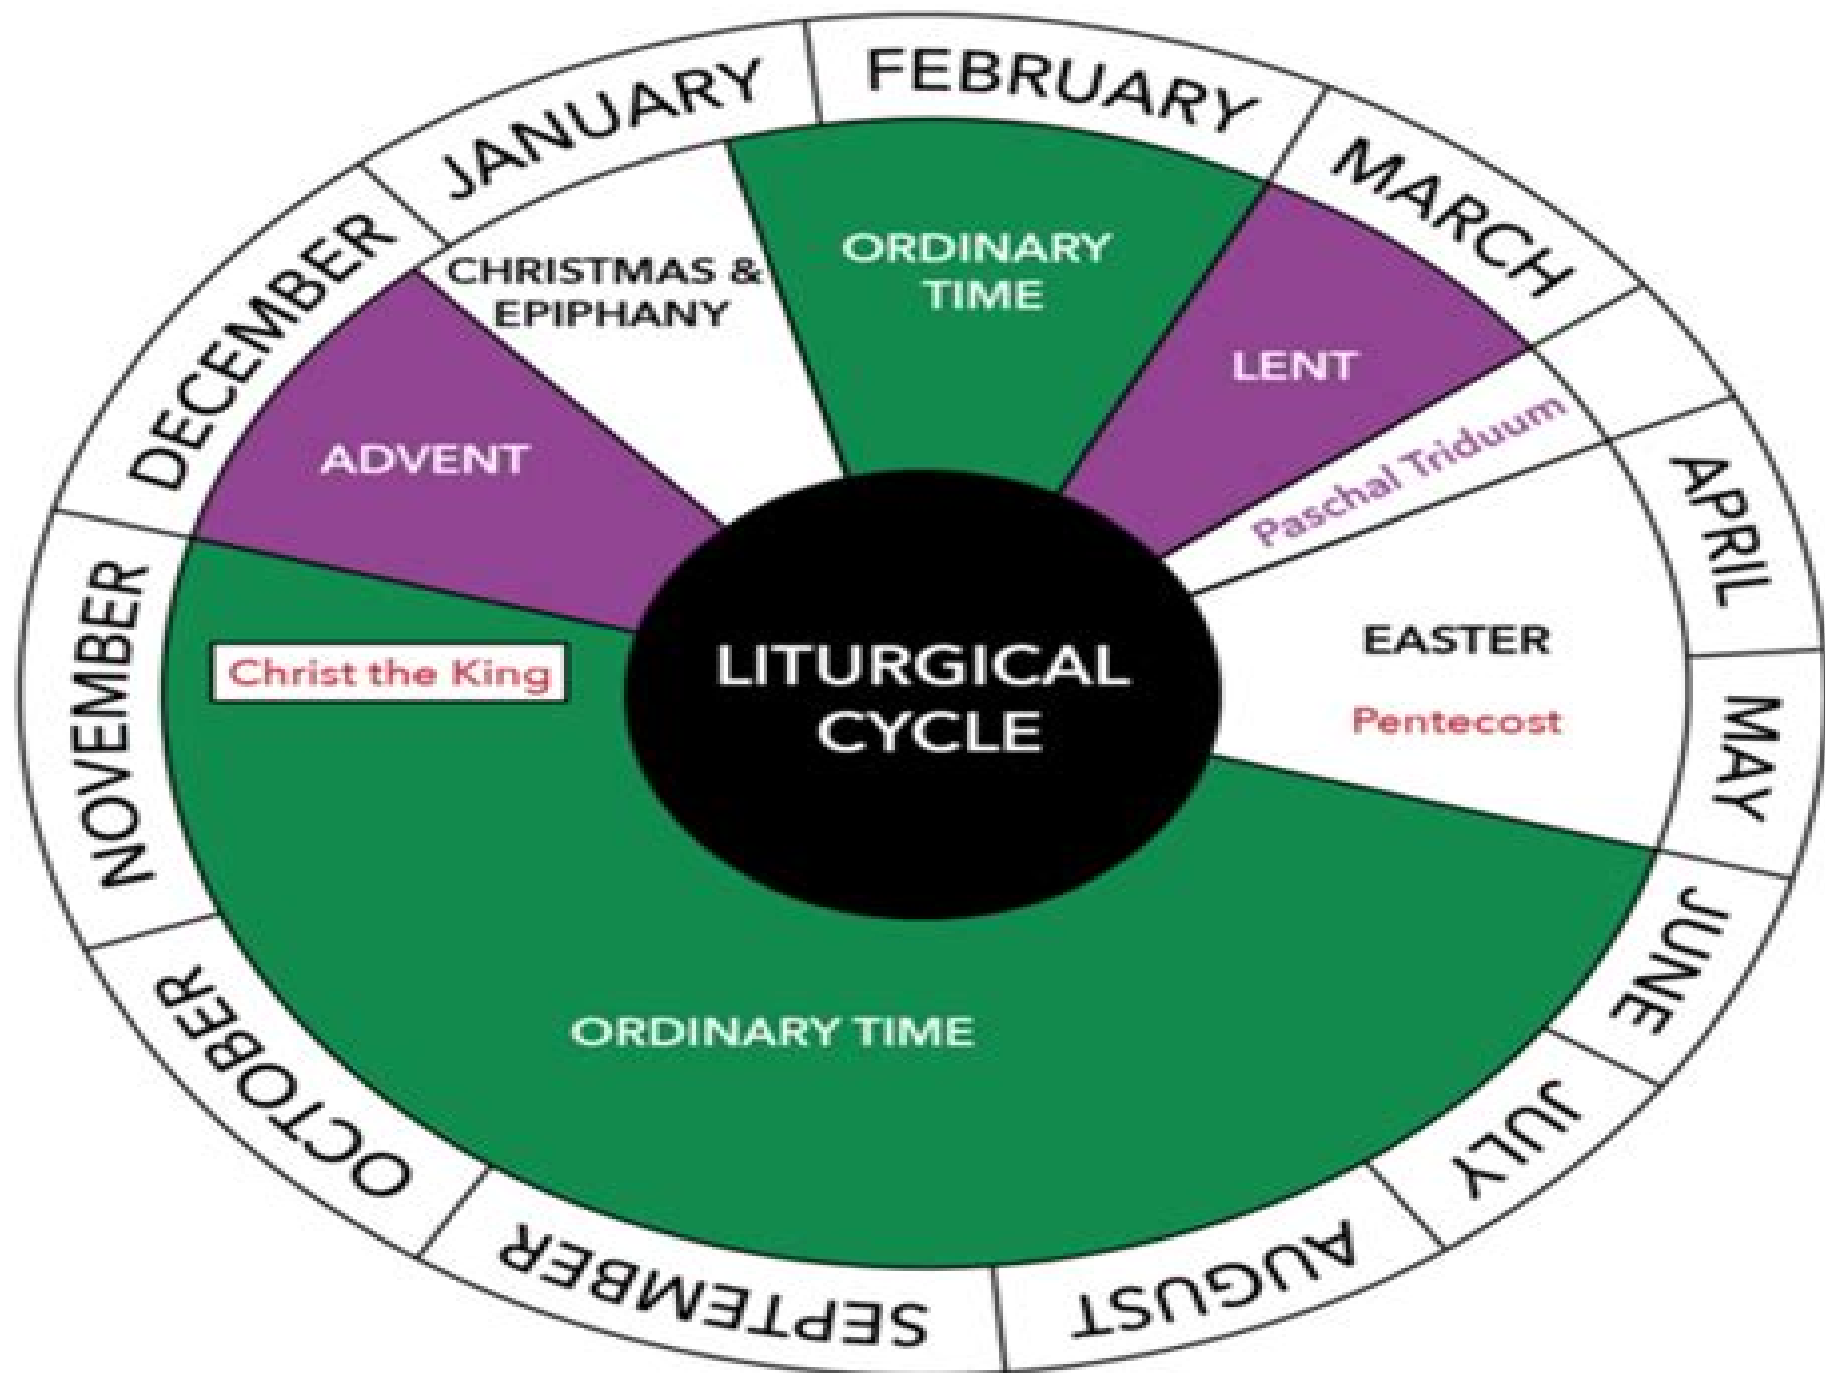 JANUARY
FEBRUARY
MARCH
APRIL
MAY
JUNE
JULY
AUGUST
SEPTEMBER
OCTOBER
NOVEMBER
DECEMBER
CHRISTMAS &
EPIPHANY
ORDINARY
TIME
LENT
Paschal Triduum
EASTER
Pentecost
ORDINARY TIME
Christ the King
ADVENT
LITURGICAL
CYCLE